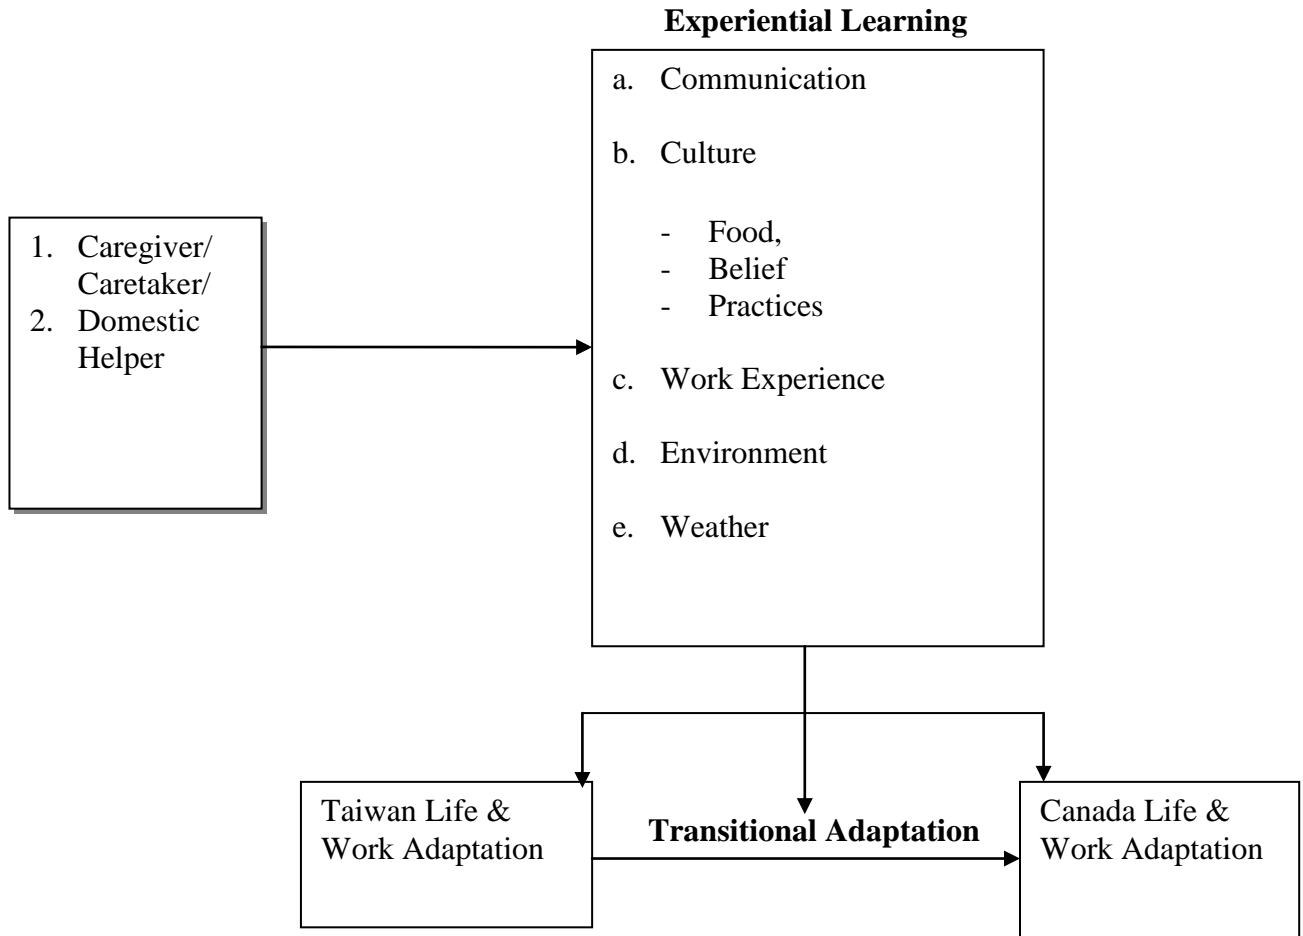 Experiential Learning
a. Communication
b. Culture
- Food,
- Belief
- Practices
c. Work Experience
d. Environment
e. Weather
1. Caregiver/
Caretaker/
2. Domestic
Helper
Taiwan Life &
Work Adaptation
Transitional Adaptation
Canada Life &
Work Adaptation